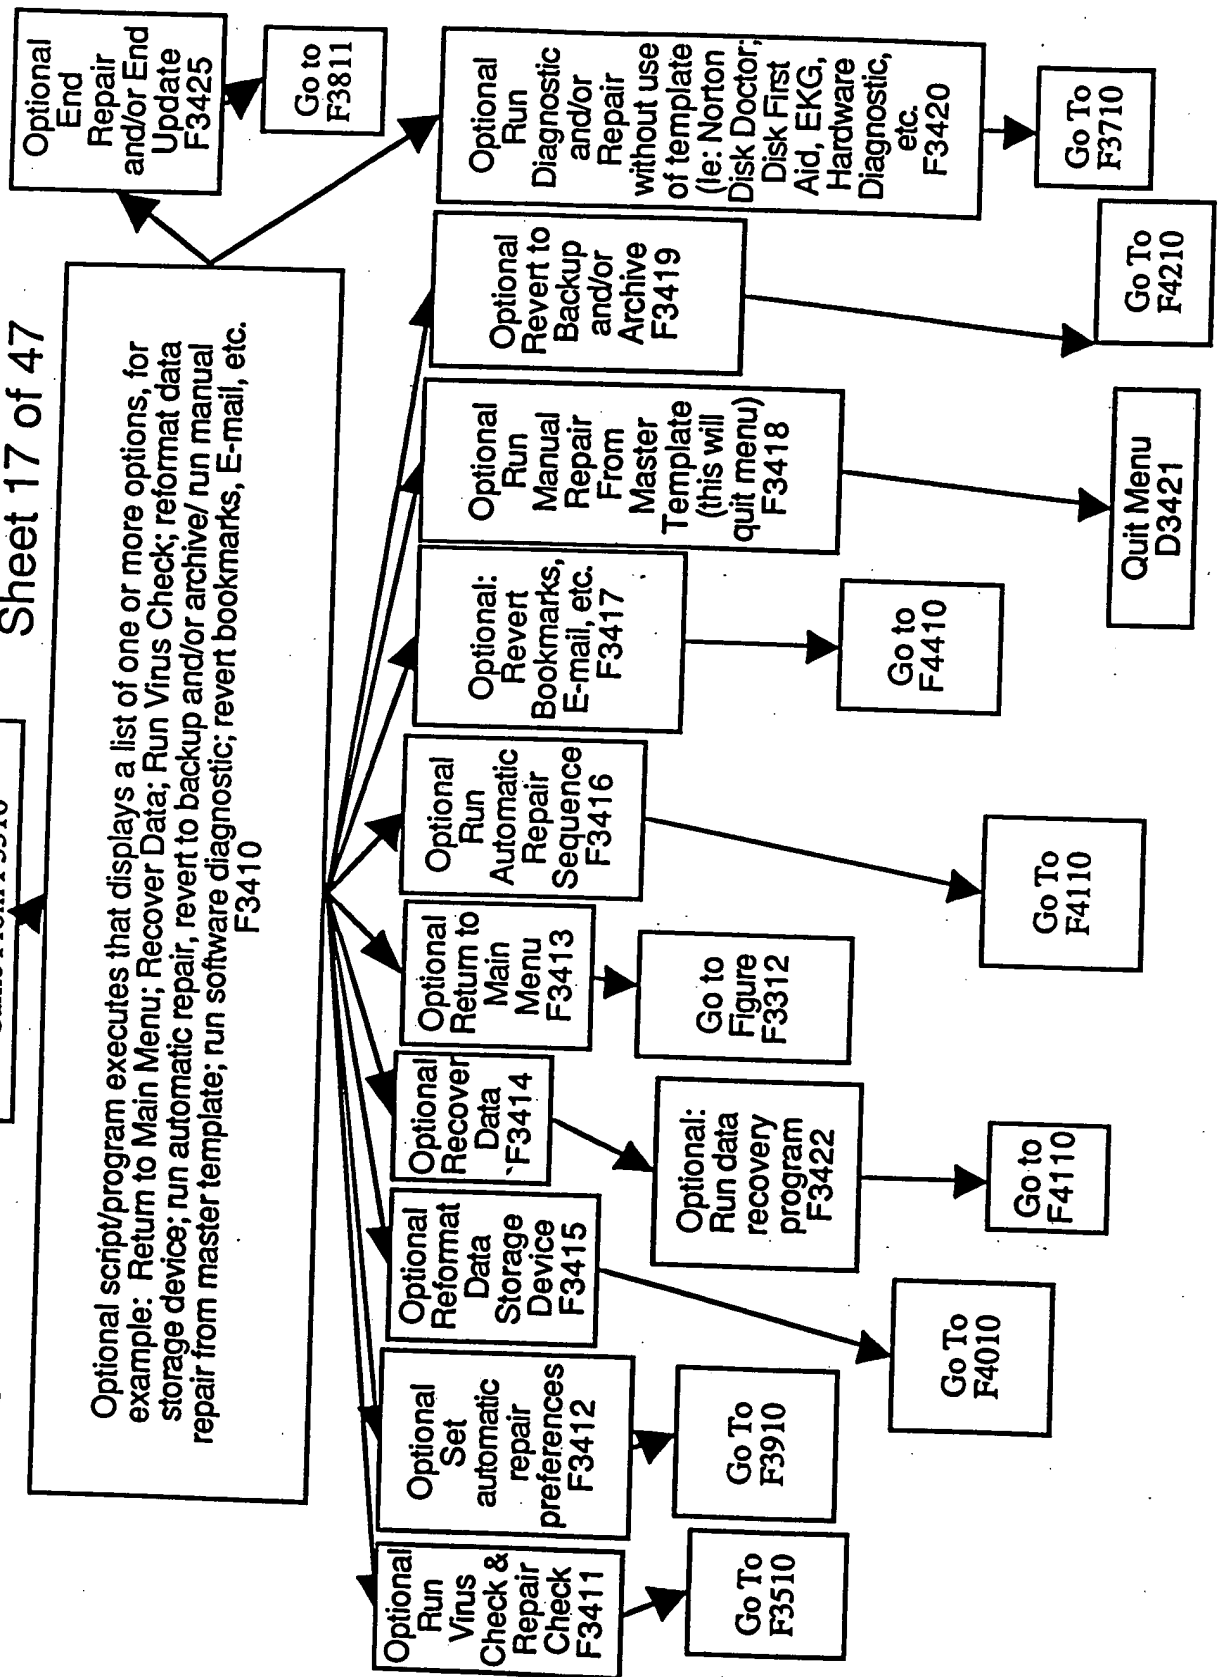 Sheet 17 of 47
Optional script/program executes that displays a list of one or more options, for
example: Return to Main Menu; Recover Data; Run Virus Check; reformat data
storage device; run automatic repair, revert to backup and/or archive/ run manual
repair from master template; run software diagnostic; revert bookmarks, E-mail, etc.
F3410
Optional
End
Repair
and/or End
Update
F3425
Go to
F3811
Optional
Run
Virus
Check &
Repair
Check
F3411
Go To
F3510
Optional
Set
automatic
repair
preferences
F3412
Go To
F3910
Optional
Reformat
Data
Storage
Device
F3415
Go To
F4010
Optional
Recover
Data
`F3414
Optional:
Run data
recovery
program
F3422
Go to
F4110
Optional
Return to
Main
Menu
F3413
Go to
Figure
F3312
Optional
Run
Automatic
Repair
Sequence
F3416
Go To
F4110
Optional:
Revert
Bookmarks,
E-mail, etc.
F3417
Go to
F4410
Optional
Run
Manual
Repair
From
Master
Template
(this will
quit menu)
F3418
Quit Menu
D3421
Optional
Revert to
Backup
and/or
Archive
F3419
Go To
F4210
Optional
Run
Diagnostic
and/or
Repair
without use
of template
(Ie: Norton
Disk Doctor;
Disk First
Aid, EKG,
Hardware
Diagnostic,
etc.
F3420
Go To
F3710